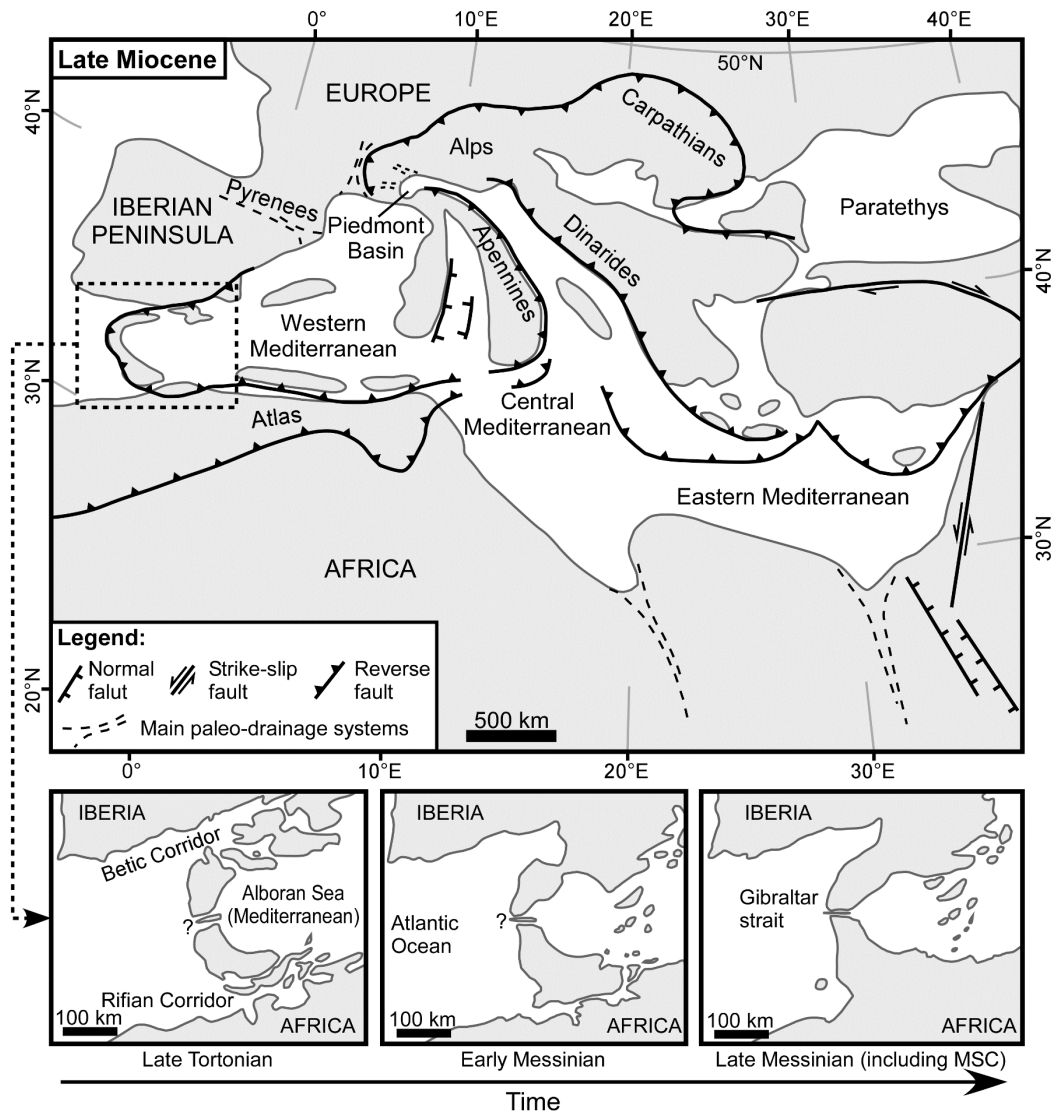 0°
10°E
20°E
30°E
40°E
Late Miocene
50°N
EUROPE
40°N
Carpathians
Alps
Pyrenees
IBERIAN
PENINSULA
Piedmont
Basin
Paratethys
Dinarides
Apennines
40°N
Western
Mediterranean
30°N
Atlas
Central
Mediterranean
Eastern Mediterranean
30°N
AFRICA
Legend:
Normal
falut
Strike-slip
fault
Reverse
fault
20°N
Main paleo-drainage systems
500 km
0°
10°E
20°E
30°E
IBERIA
Betic Corridor
Alboran Sea
(Mediterranean)
?
Rifian Corridor
100 km
AFRICA
Late Tortonian
IBERIA
Atlantic
Ocean
?
100 km
AFRICA
Early Messinian
IBERIA
Gibraltar
strait
100 km
AFRICA
Late Messinian (including MSC)
Time